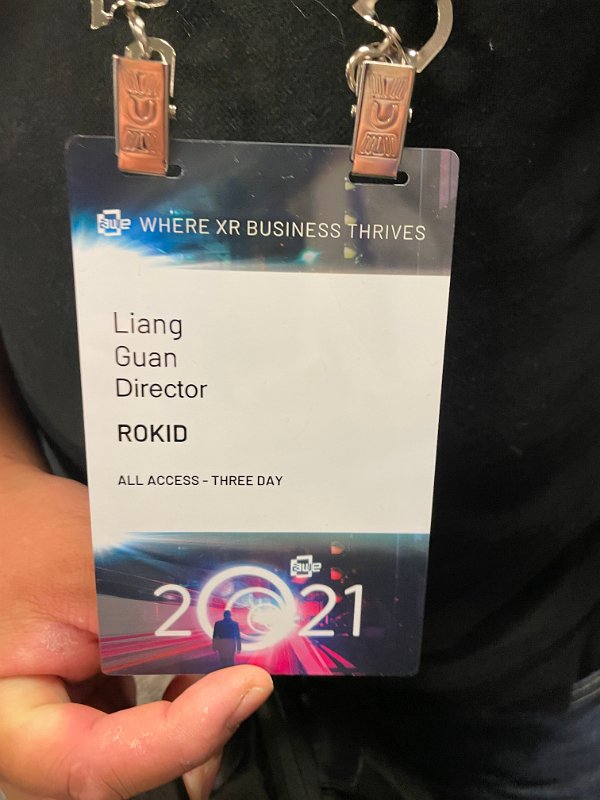 awe WHERE XR BUSINESS THRIVES
Liang
Guan
Director
ROKID
ALL ACCESS - THREE DAY
awe
2021